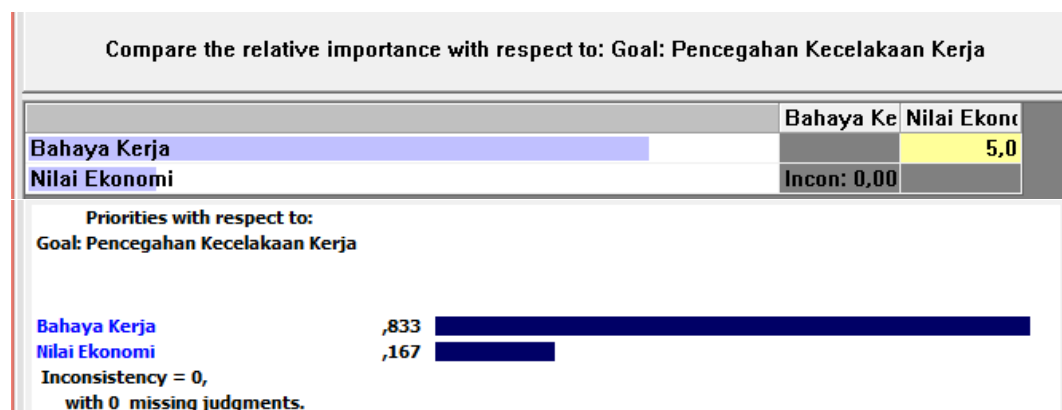 Compare the relative importance with respect to: Goal: Pencegahan Kecelakaan Kerja
Bahaya Ke Nilai Ekono
Bahaya Kerja 5,0
Nilai Ekonomi Incon: 0,00
Priorities with respect to:
Goal: Pencegahan Kecelakaan Kerja
Bahaya Kerja ,833
Nilai Ekonomi ,167
Inconsistency = 0,
with 0 missing judgments.